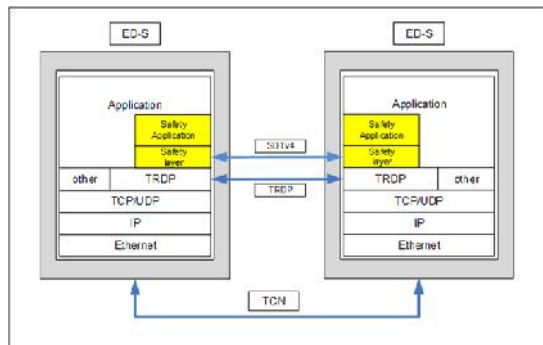 ED-S
ED-S
Application
Safety
Application
Safety
layer
other
TRDP
TCP/UDP
IP
Ethernet
SDTv4
TRDP
Application
Safety
Application
Safety
layer
TRDP
other
TCP/UDP
IP
Ethernet
TCN